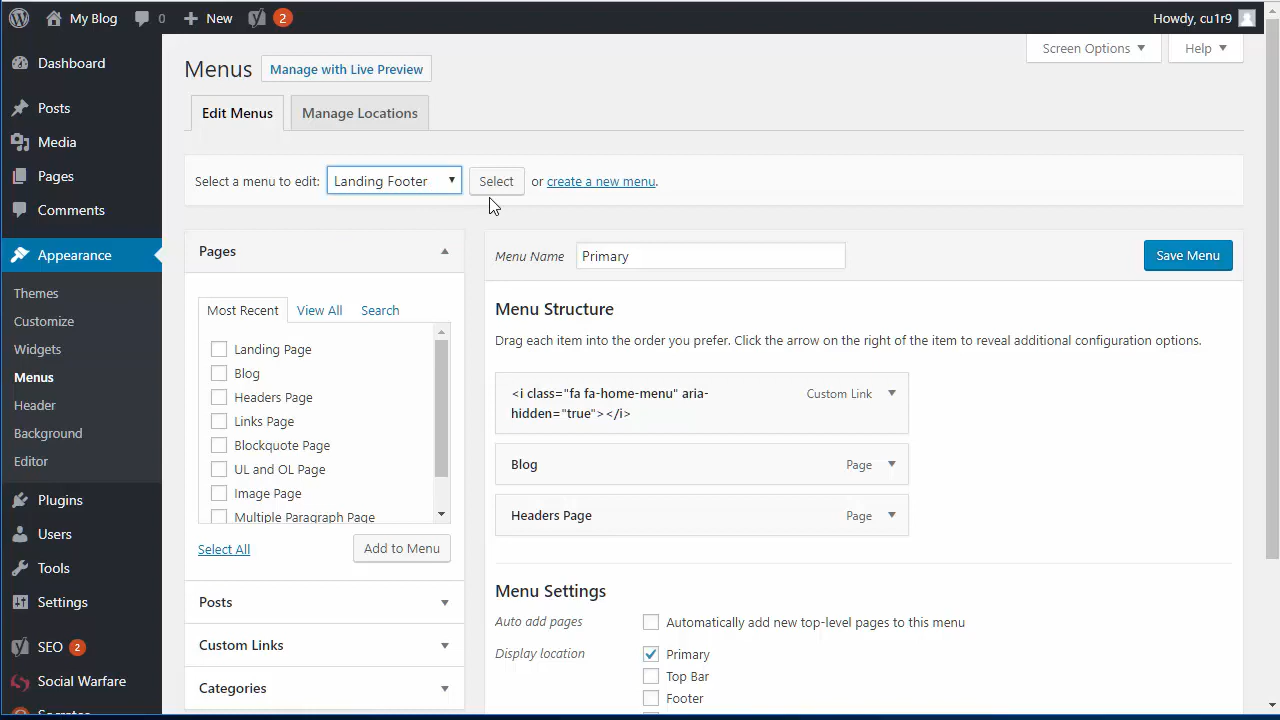 My Blog 0 New 2 Howdy, cu1r9
Dashboard
Posts
Media
Pages
Comments
Appearance
Themes
Customize
Widgets
Menus
Header
Background
Editor
Plugins
Users
Tools
Settings
SEO 2
Social Warfare
Screen Options Help
Menus Manage with Live Preview
Edit Menus Manage Locations
Select a menu to edit: Landing Footer Select or create a new menu.
Pages
Most Recent View All Search
Landing Page
Blog
Headers Page
Links Page
Blockquote Page
UL and OL Page
Image Page
Multiple Paragraph Page
Select All Add to Menu
Posts
Custom Links
Categories
Menu Name Primary Save Menu
Menu Structure
Drag each item into the order you prefer. Click the arrow on the right of the item to reveal additional configuration options.
<i class="fa fa-home-menu" aria- Custom Link
hidden="true"></i>
Blog Page
Headers Page Page
Menu Settings
Auto add pages Automatically add new top-level pages to this menu
Display location Primary
Top Bar
Footer